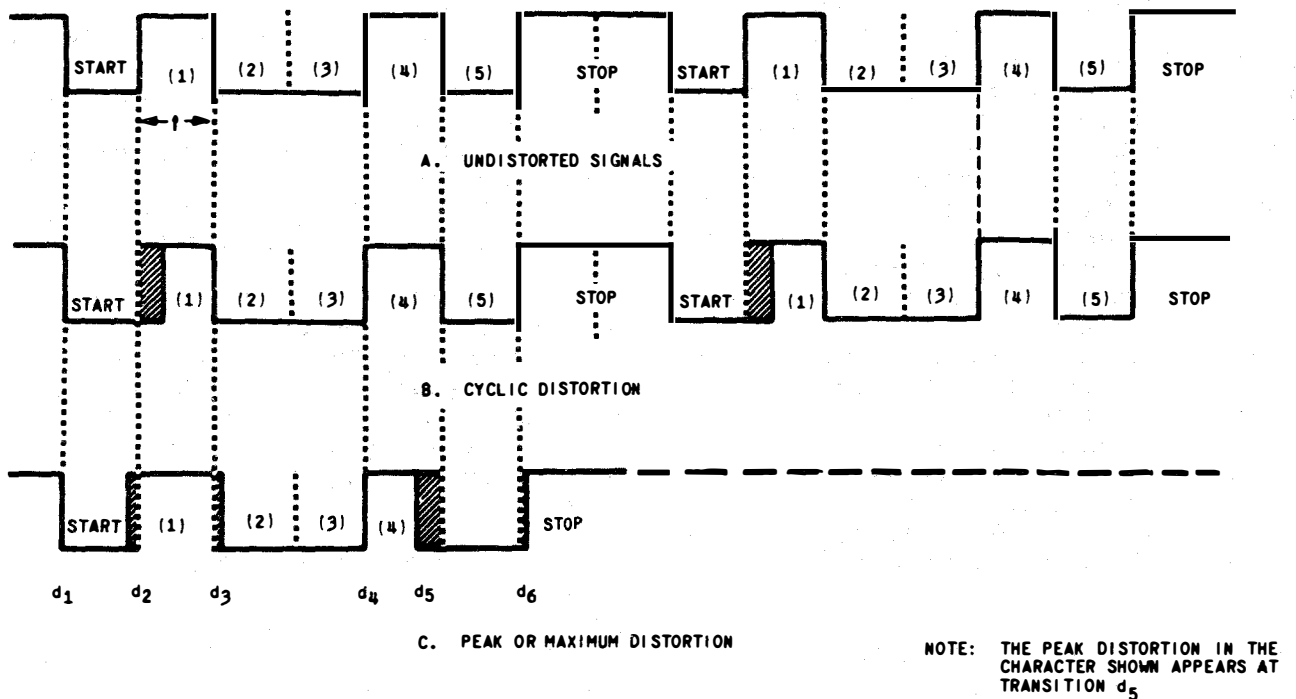 START (1) (2) (3) (4) (5) STOP START (1) (2) (3) (4) (5) STOP
t
A. UNDISTORTED SIGNALS
START (1) (2) (3) (4) (5) STOP START (1) (2) (3) (4) (5) STOP
B. CYCLIC DISTORTION
START (1) (2) (3) (4) STOP
d1 d2 d3 d4 d5 d6
C. PEAK OR MAXIMUM DISTORTION
NOTE: THE PEAK DISTORTION IN THE
CHARACTER SHOWN APPEARS AT
TRANSITION d5